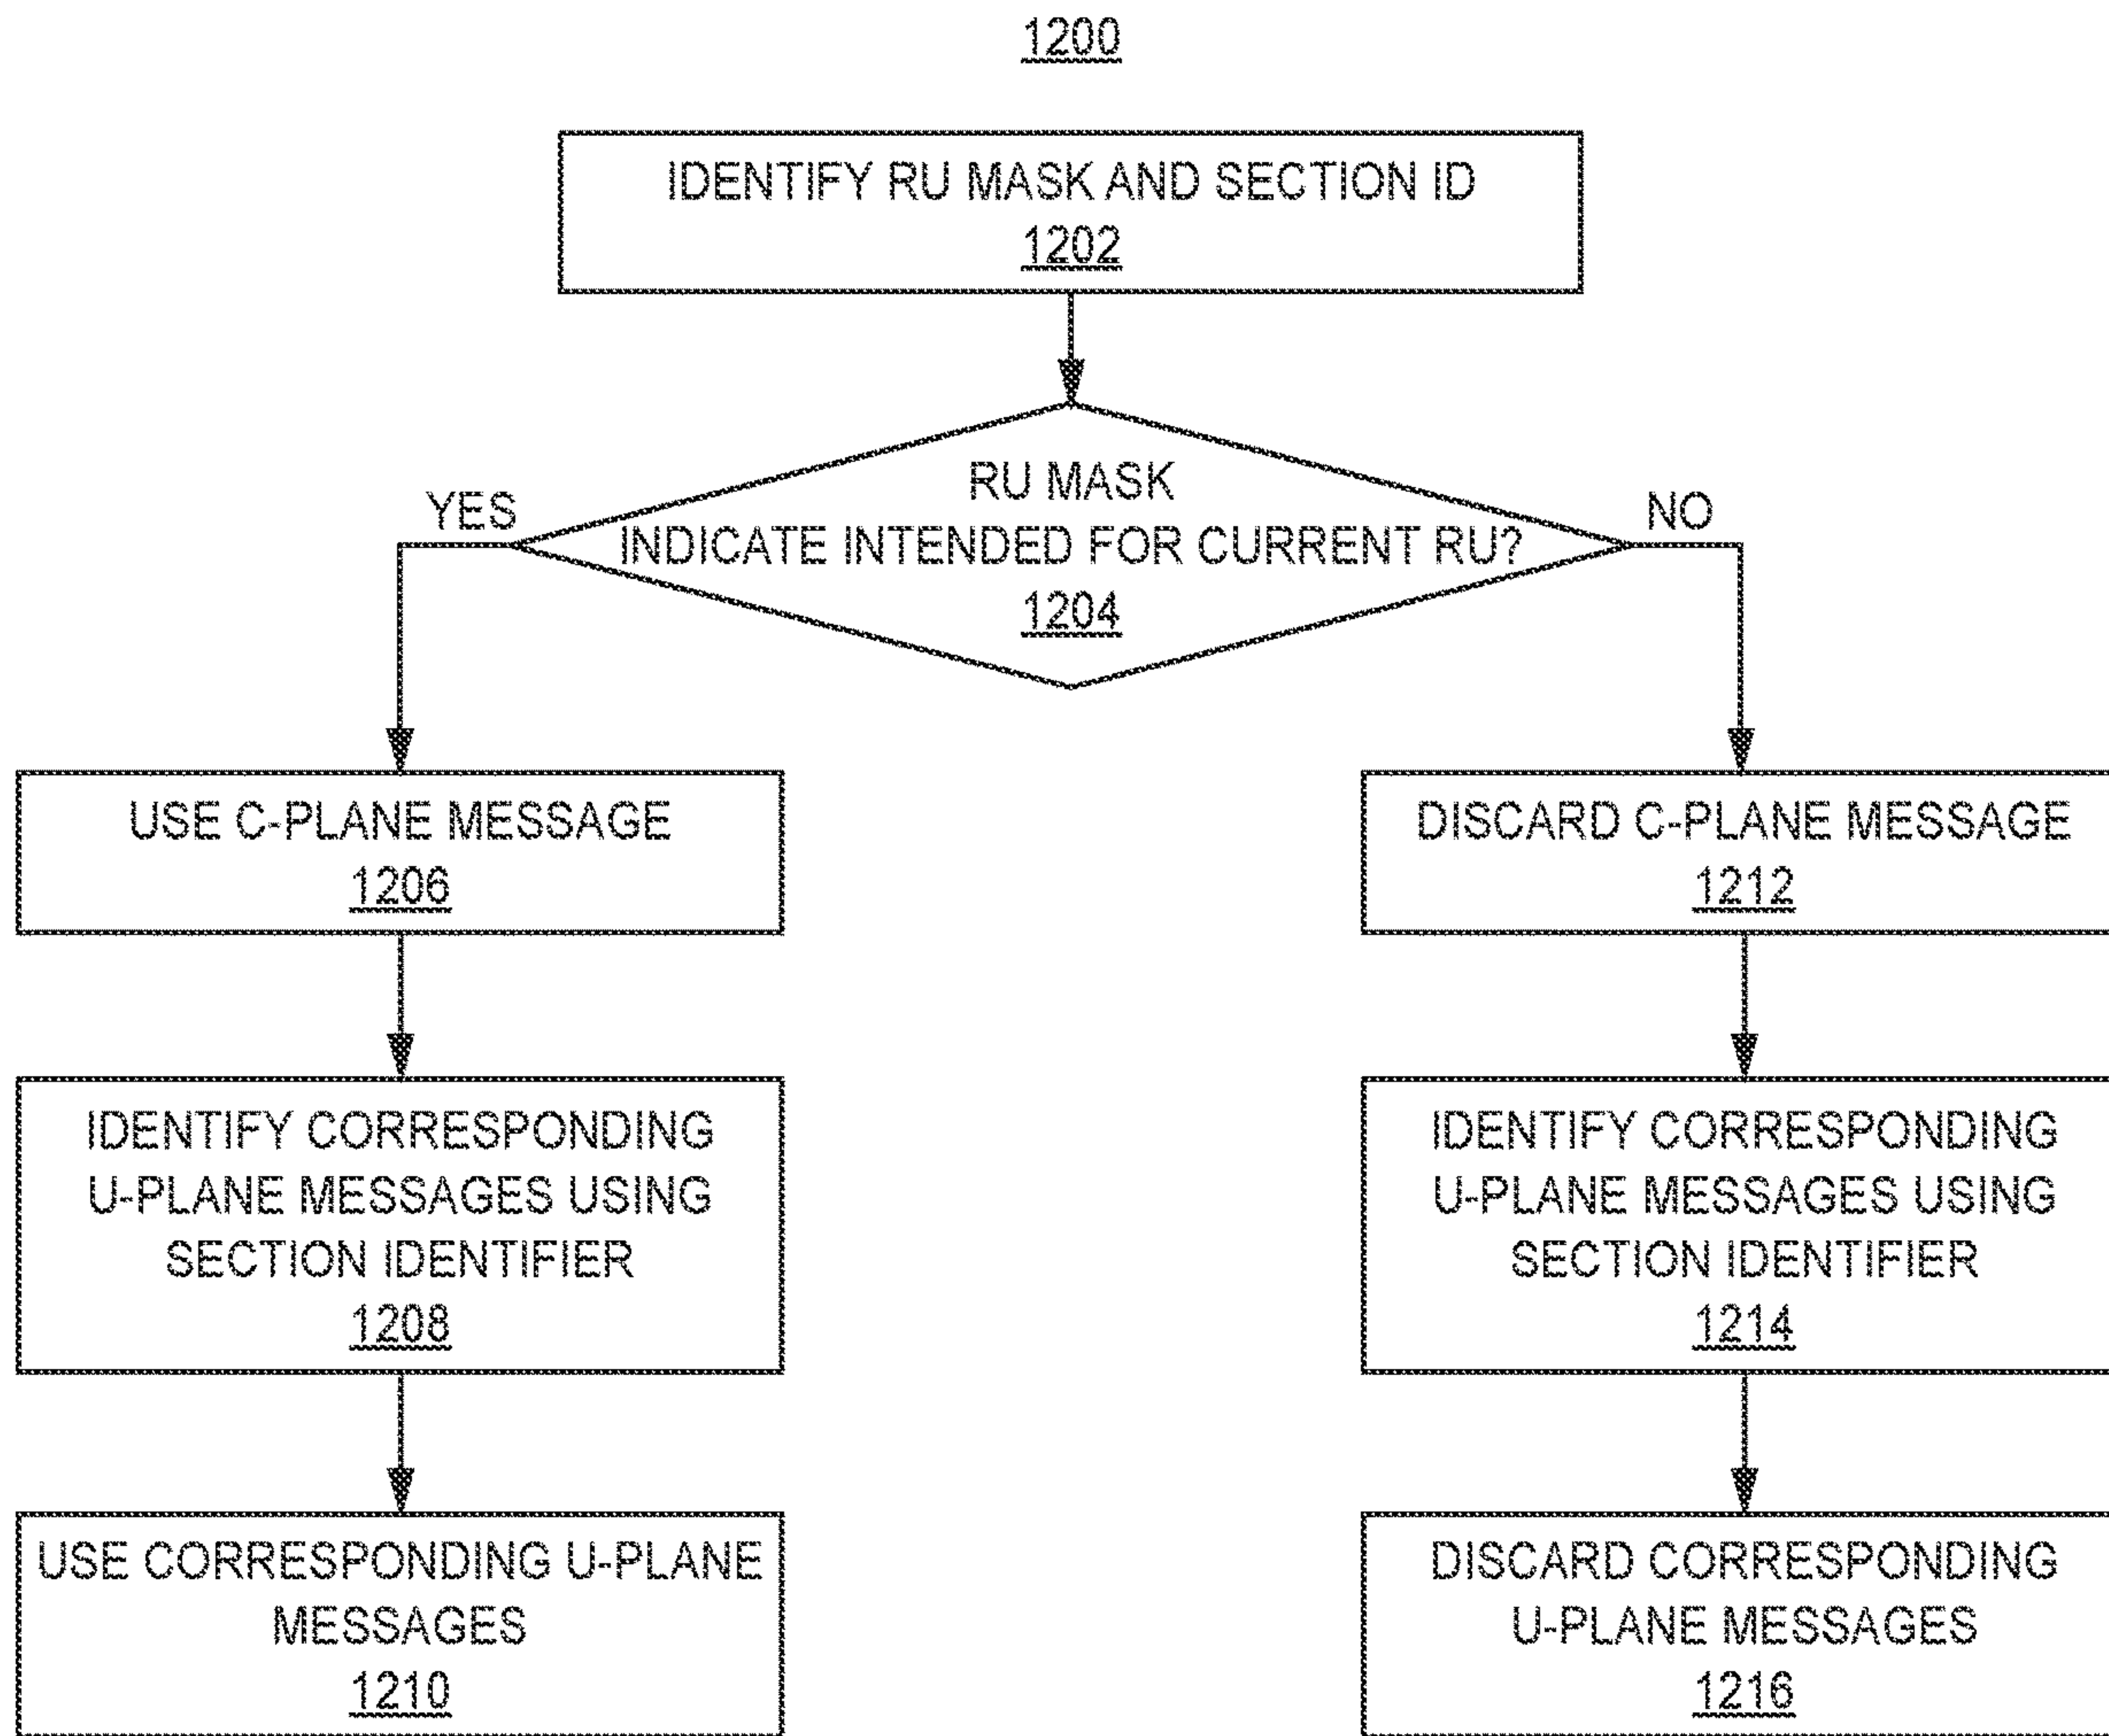 1200
IDENTIFY RU MASK AND SECTION ID
1202
RU MASK
INDICATE INTENDED FOR CURRENT RU?
1204
YES
NO
USE C-PLANE MESSAGE
1206
IDENTIFY CORRESPONDING
U-PLANE MESSAGES USING
SECTION IDENTIFIER
1208
USE CORRESPONDING U-PLANE
MESSAGES
1210
DISCARD C-PLANE MESSAGE
1212
IDENTIFY CORRESPONDING
U-PLANE MESSAGES USING
SECTION IDENTIFIER
1214
DISCARD CORRESPONDING
U-PLANE MESSAGES
1216